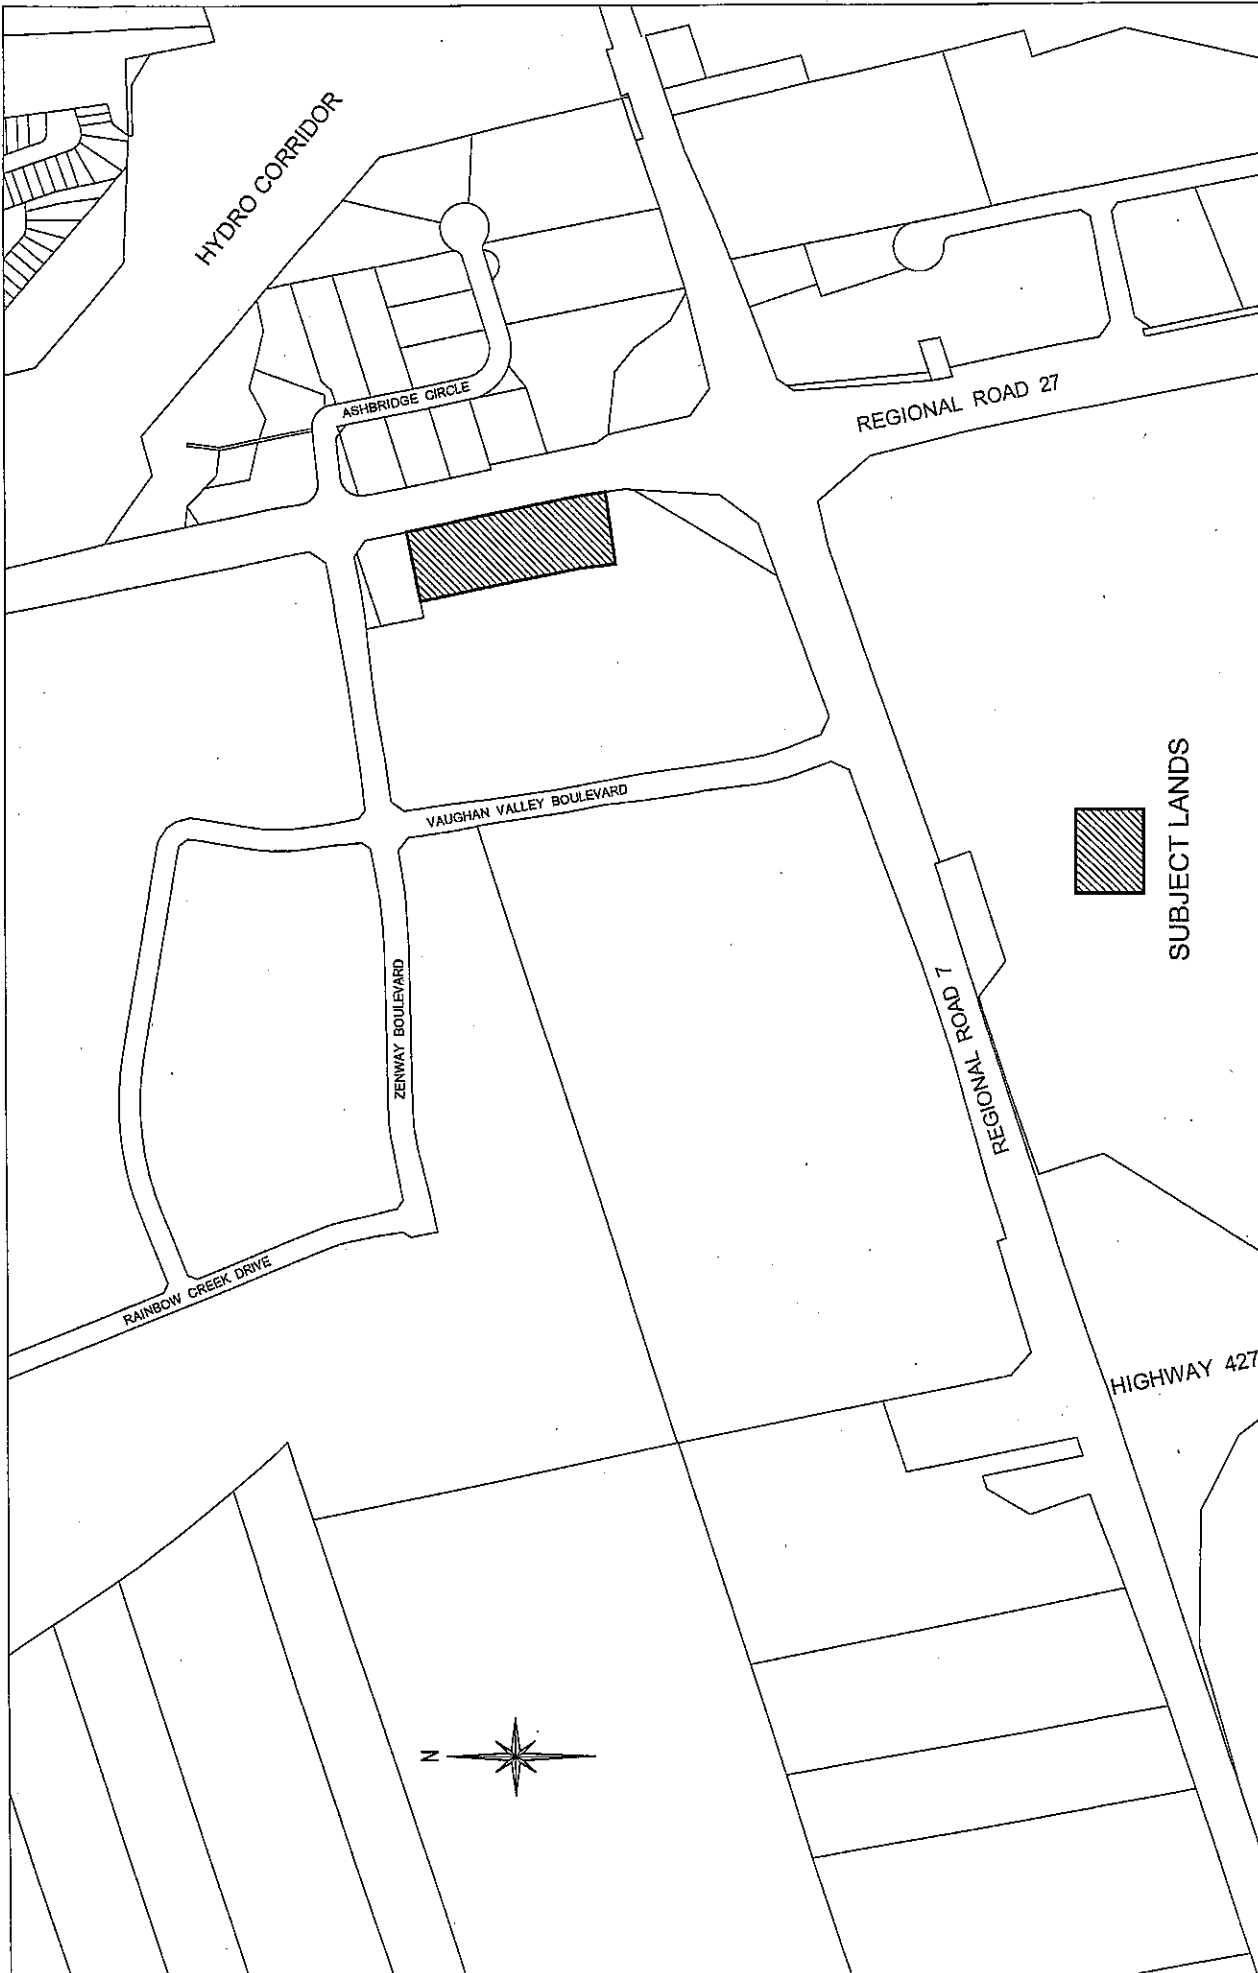 HYDRO CORRIDOR
ASHBRIDGE CIRCLE
REGIONAL ROAD 27
VAUGHAN VALLEY BOULEVARD
ZENWAY BOULEVARD
RAINBOW CREEK DRIVE
REGIONAL ROAD 7
SUBJECT LANDS
HIGHWAY 427
N